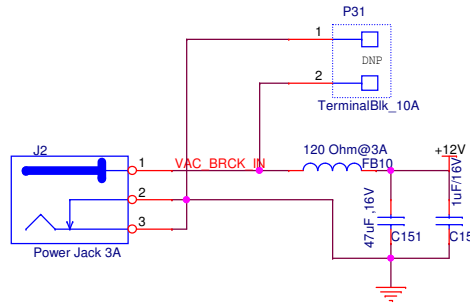 P31
1
DNP
2
TerminalBlk_10A
J2
1
VAC_BRCK_IN
120 Ohm@3A
FB10
+12V
2
3
47uF,16V
C151
1uF/16V
C15
Power Jack 3A